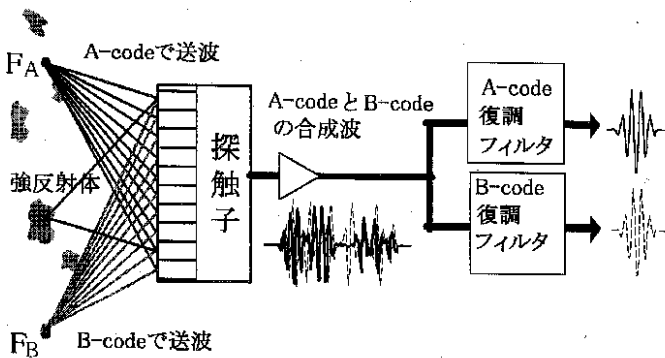 A-codeで送波
FA
強反射体
FB
B-codeで送波
探触子
A-codeとB-code
の合成波
A-code
復調
フィルタ
B-code
復調
フィルタ